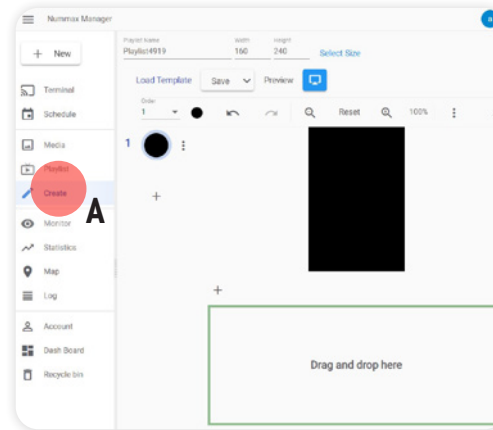 Nummax Manager
Playlist Name
Width
Height
Playlist4919
160
240
Select Size
+ New
Load Template
Save
Preview
Terminal
Order
Schedule
1
Reset
100%
1
Media
Playlist
Create
A
Monitor
Statistics
Map
Log
Drag and drop here
Account
Dash Board
Recycle bin